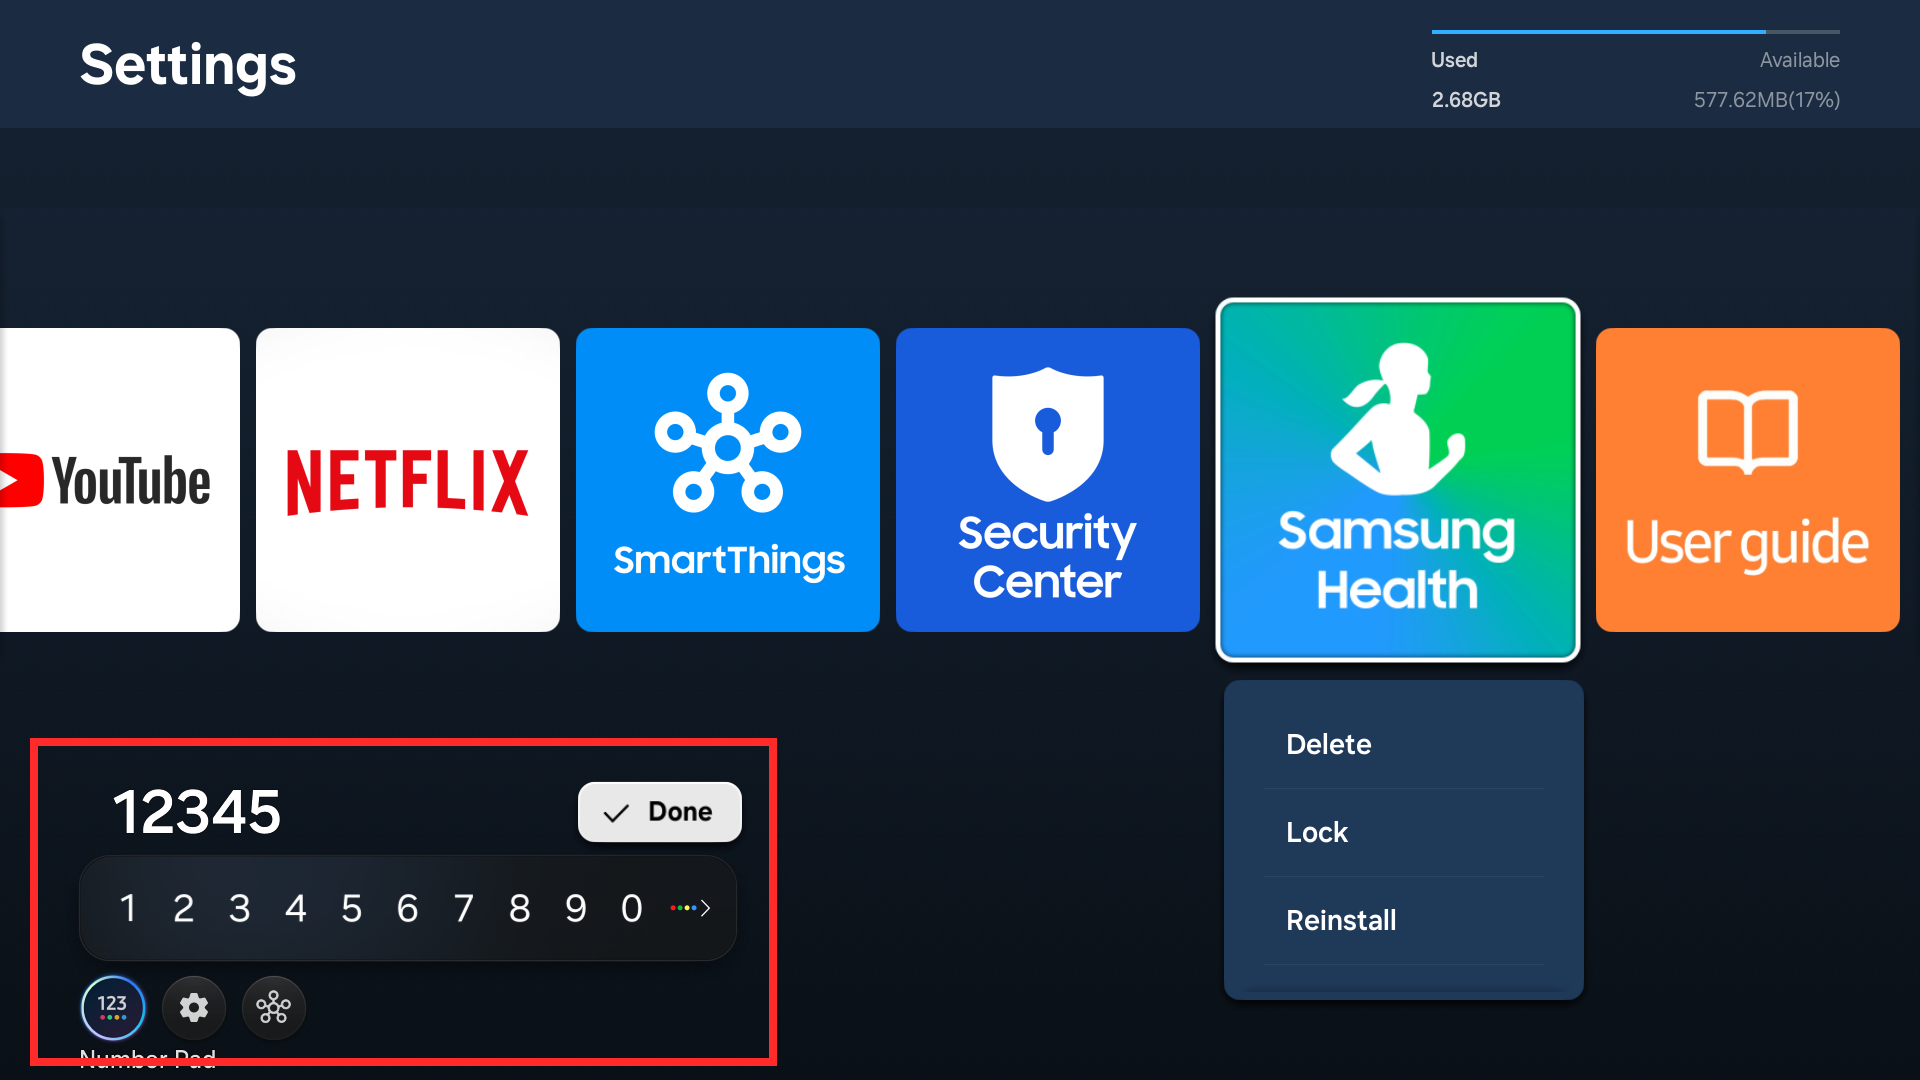 Settings
Used
Available
2.68GB
577.62MB(17%)
YouTube
NETFLIX
SmartThings
Security
Center
Samsung
Health
User guide
Delete
Lock
Reinstall
12345
Done
1 2 3 4 5 6 7 8 9 0
123
Number Pad